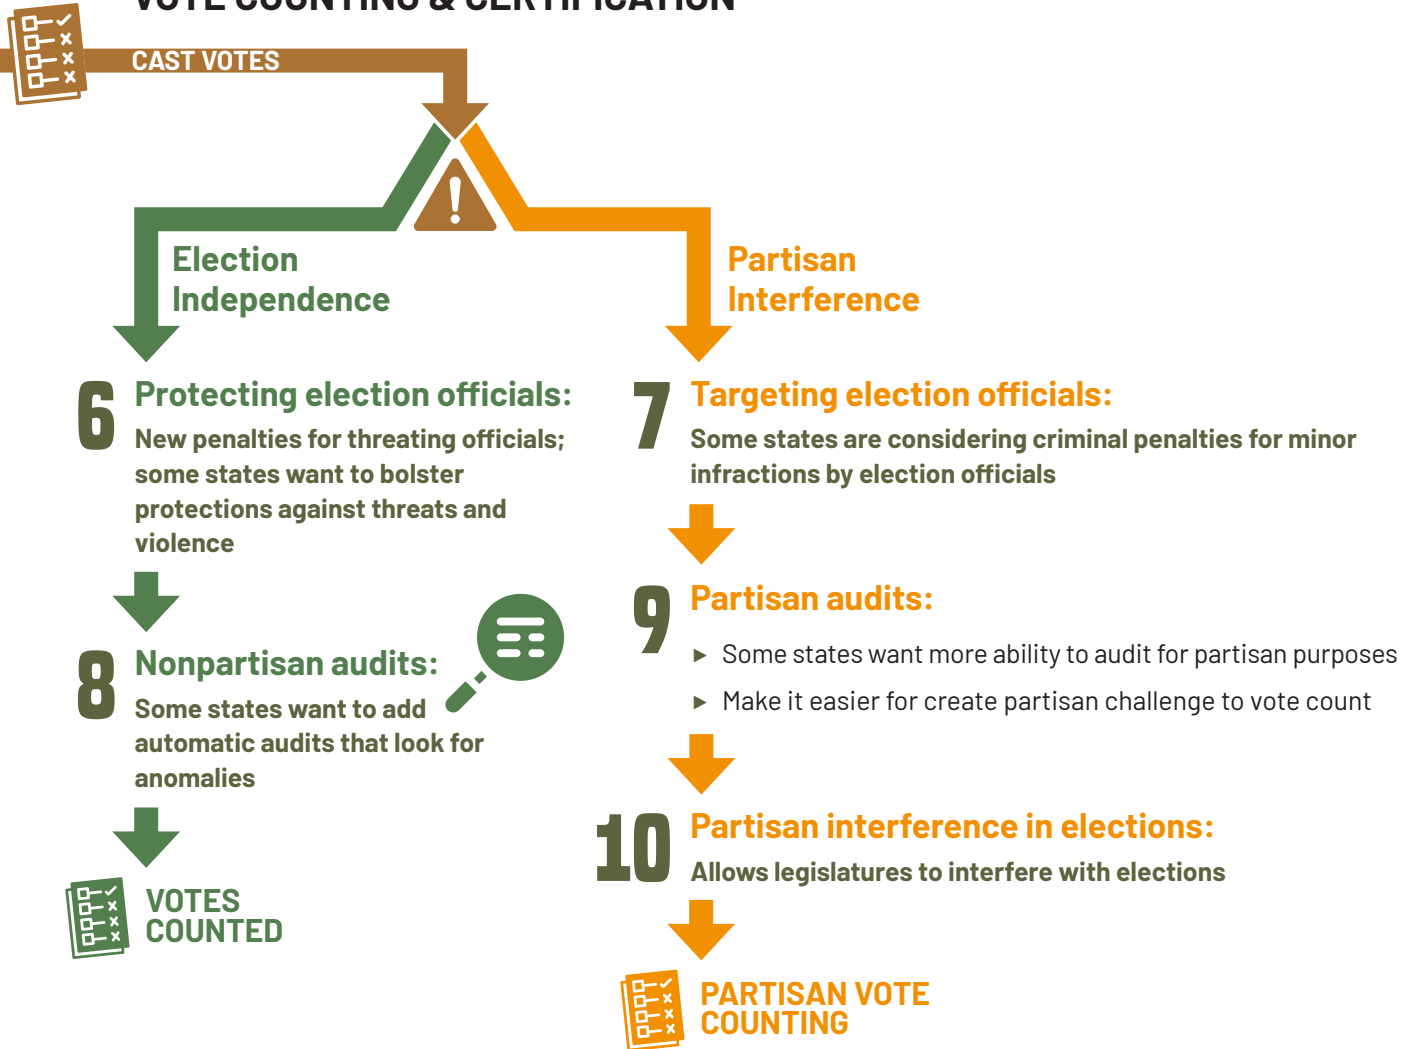 VOTE COUNTING & CERTIFICATION
CAST VOTES
Election
Independence
6
Protecting election officials:
New penalties for threating officials;
some states want to bolster
protections against threats and
violence
8
Nonpartisan audits:
Some states want to add
automatic audits that look for
anomalies
VOTES
COUNTED
Partisan
Interference
7
Targeting election officials:
Some states are considering criminal penalties for minor
infractions by election officials
9
Partisan audits:
▸ Some states want more ability to audit for partisan purposes
▸ Make it easier for create partisan challenge to vote count
10
Partisan interference in elections:
Allows legislatures to interfere with elections
PARTISAN VOTE
COUNTING